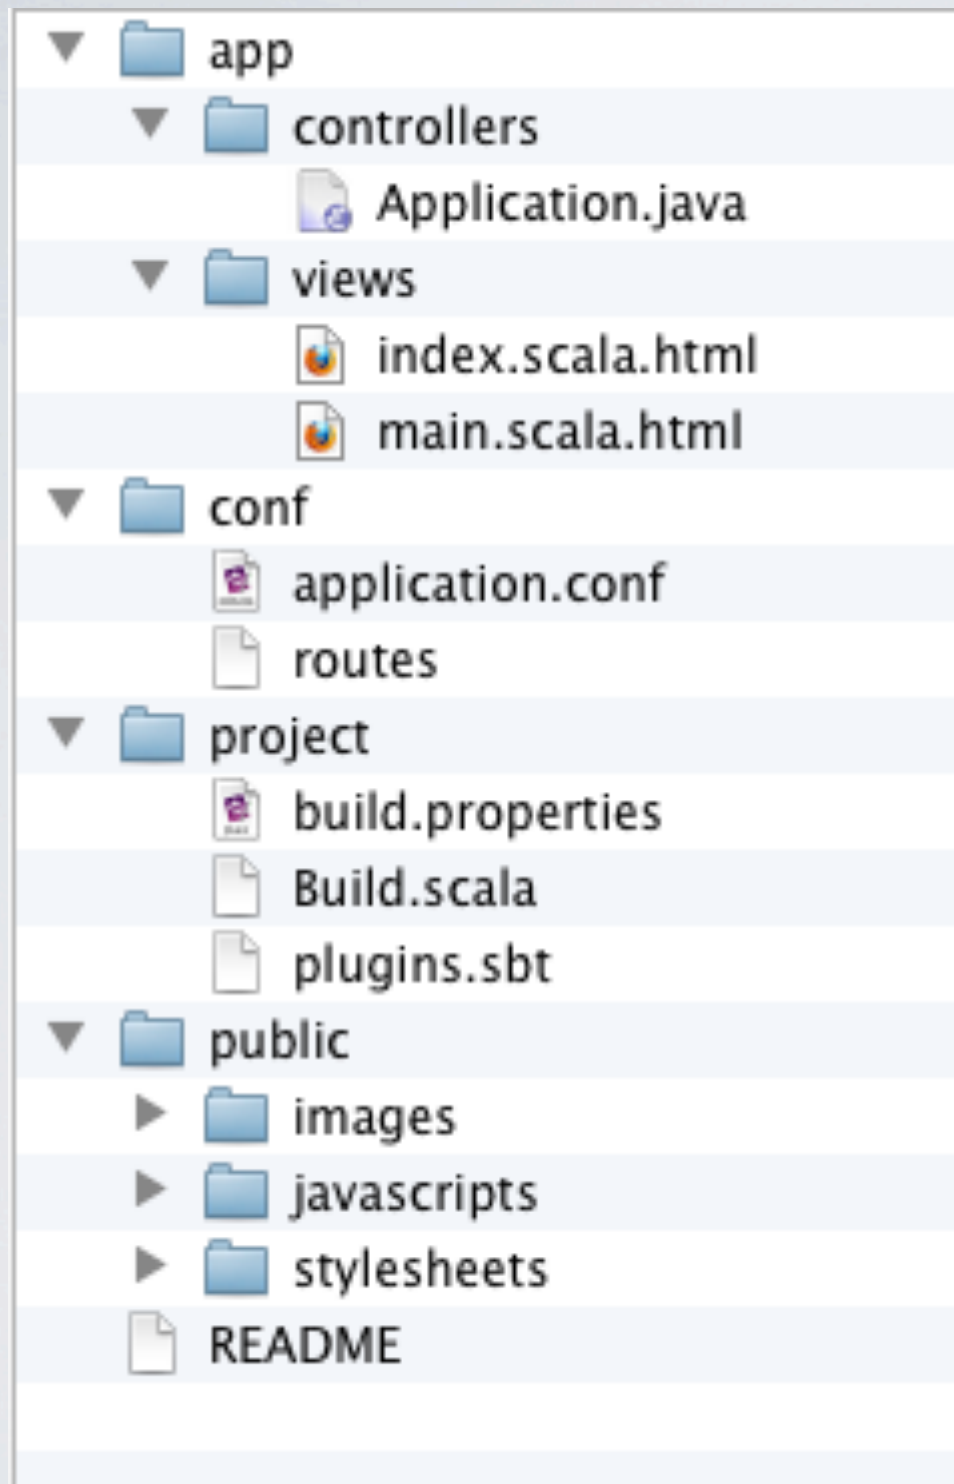 app
controllers
Application.java
views
index.scala.html
main.scala.html
conf
application.conf
routes
project
build.properties
Build.scala
plugins.sbt
public
images
javascripts
stylesheets
README